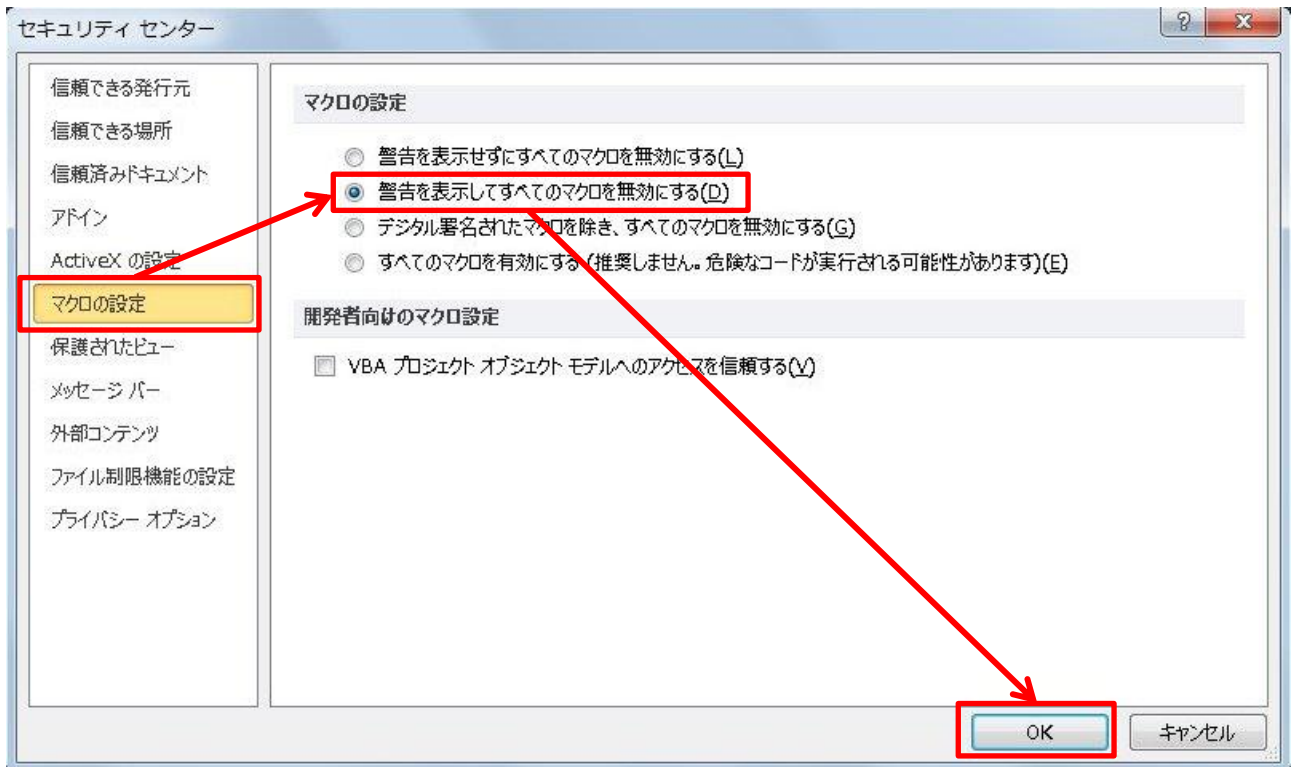 セキュリティ センター
信頼できる発行元
信頼できる場所
信頼済みドキュメント
アドイン
ActiveX の設定
マクロの設定
保護されたビュー
メッセージ バー
外部コンテンツ
ファイル制限機能の設定
プライバシー オプション
マクロの設定
警告を表示せずにすべてのマクロを無効にする(L)
警告を表示してすべてのマクロを無効にする(D)
デジタル署名されたマクロを除き、すべてのマクロを無効にする(G)
すべてのマクロを有効にする (推奨しません。危険なコードが実行される可能性があります)(E)
開発者向けのマクロ設定
VBA プロジェクト オブジェクト モデルへのアクセスを信頼する(V)
OK
キャンセル